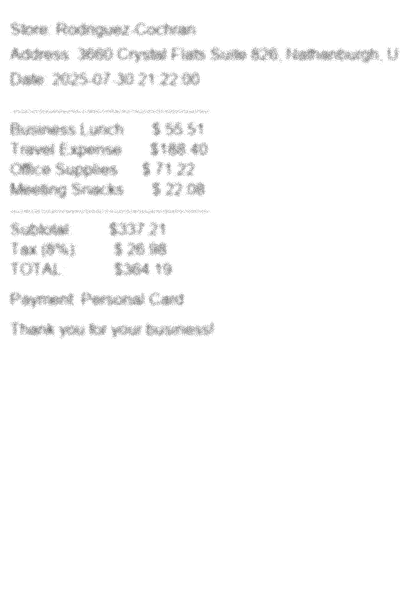 Store: Rodriguez-Cochran
Address: 3660 Crystal Flats Suite 826, Nathanburgh, U
Date: 2025-07-30 21:22:00
Business Lunch $ 55.51
Travel Expense $188.40
Office Supplies $ 71.22
Meeting Snacks $ 22.08
Subtotal: $337.21
Tax (8%): $ 26.98
TOTAL: $364.19
Payment: Personal Card
Thank you for your business!